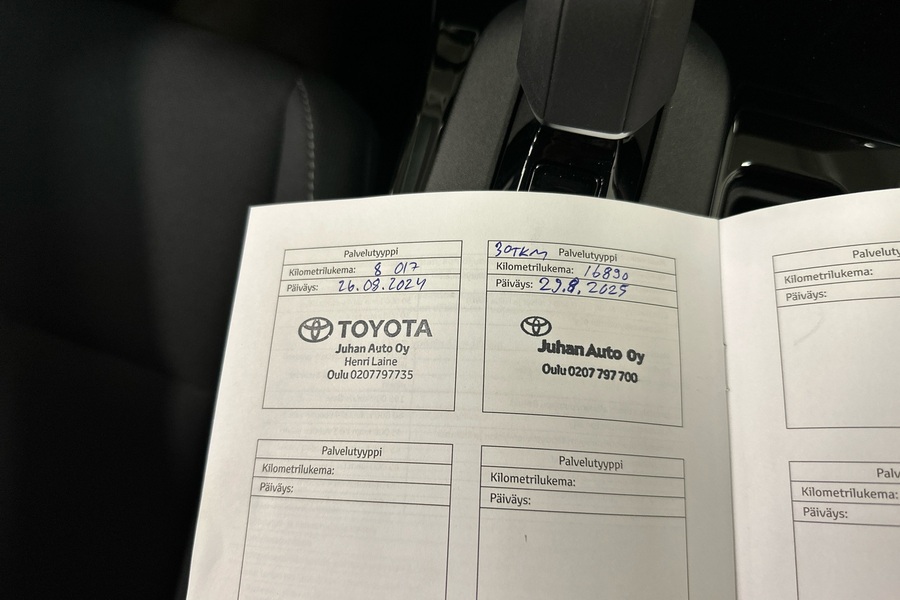 Palvelutyyppi
Kilometrilukema: 8 017
Päiväys: 26.08.2024
TOYOTA
Juhan Auto Oy
Henri Laine
Oulu 0207797735
30TKM Palvelutyyppi
Kilometrilukema: 16890
Päiväys: 29.8.2025
Juhan Auto Oy
Oulu 0207 797 700
Palvelutyyppi
Kilometrilukema:
Päiväys:
Palvelutyyppi
Kilometrilukema:
Päiväys:
Palvelut
Kilometrilukema:
Päiväys:
Palv
Kilometrilukema:
Päiväys: